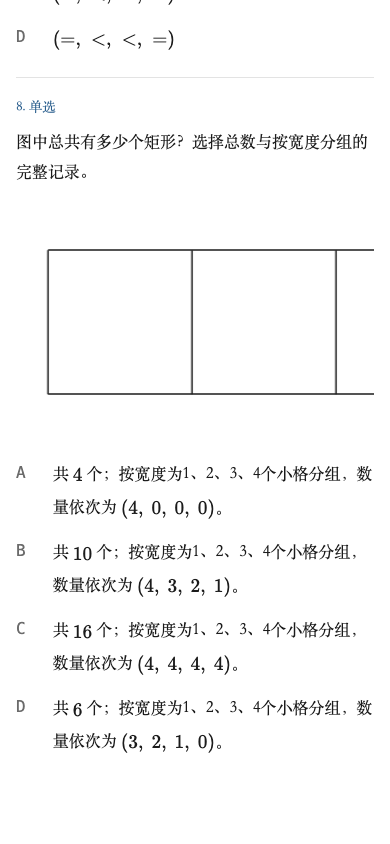 D (=, <, <, =)
8. 单选
图中总共有多少个矩形？选择总数与按宽度分组的
完整记录。
A 共 4 个；按宽度为1、2、3、4个小格分组，数
量依次为 (4, 0, 0, 0)。
B 共 10 个；按宽度为1、2、3、4个小格分组，
数量依次为 (4, 3, 2, 1)。
C 共 16 个；按宽度为1、2、3、4个小格分组，
数量依次为 (4, 4, 4, 4)。
D 共 6 个；按宽度为1、2、3、4个小格分组，数
量依次为 (3, 2, 1, 0)。